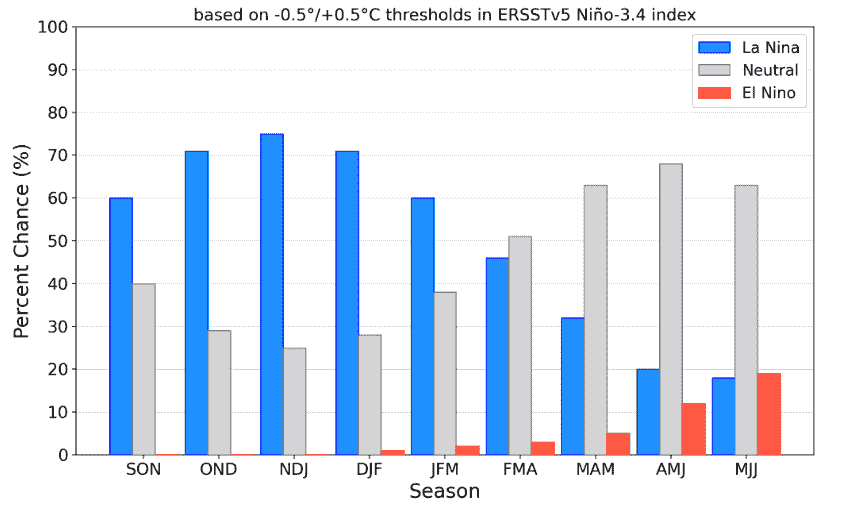 based on -0.5°/+0.5°C thresholds in ERSSTv5 Niño-3.4 index
La Nina
Neutral
El Nino
Percent Chance (%)
100
90
80
70
60
50
40
30
20
10
0
SON OND NDJ DJF JFM FMA MAM AMJ MJJ
Season